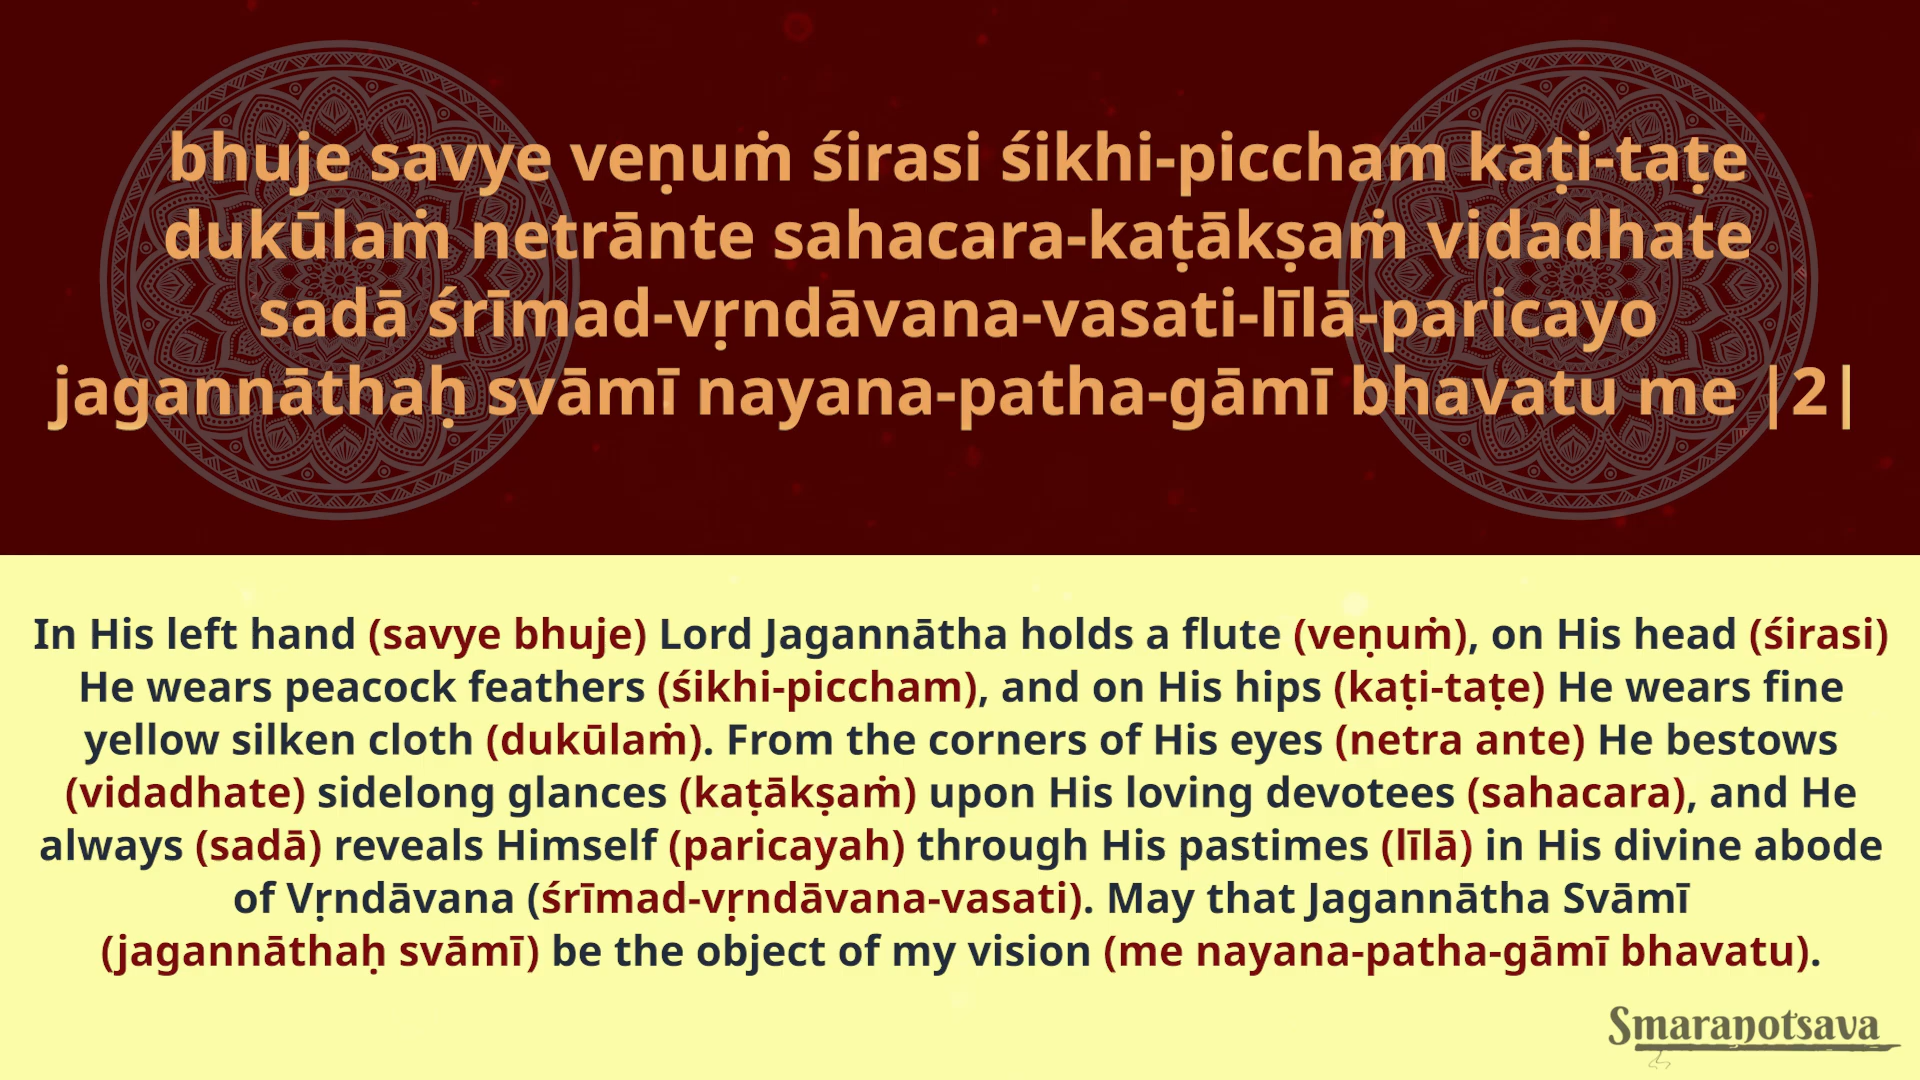 bhuje savye veṇuṁ śirasi śikhi-piccham kaṭi-taṭe
dukūlaṁ netrānte sahacara-kaṭākṣaṁ vidadhate
sadā śrīmad-vṛndāvana-vasati-līlā-paricayo
jagannāthaḥ svāmī nayana-patha-gāmī bhavatu me |2|
In His left hand (savye bhuje) Lord Jagannātha holds a flute (veṇuṁ), on His head (śirasi)
He wears peacock feathers (śikhi-piccham), and on His hips (kaṭi-taṭe) He wears fine
yellow silken cloth (dukūlaṁ). From the corners of His eyes (netra ante) He bestows
(vidadhate) sidelong glances (kaṭākṣaṁ) upon His loving devotees (sahacara), and He
always (sadā) reveals Himself (paricayah) through His pastimes (līlā) in His divine abode
of Vṛndāvana (śrīmad-vṛndāvana-vasati). May that Jagannātha Svāmī
(jagannāthaḥ svāmī) be the object of my vision (me nayana-patha-gāmī bhavatu).
Smaraṇotsava